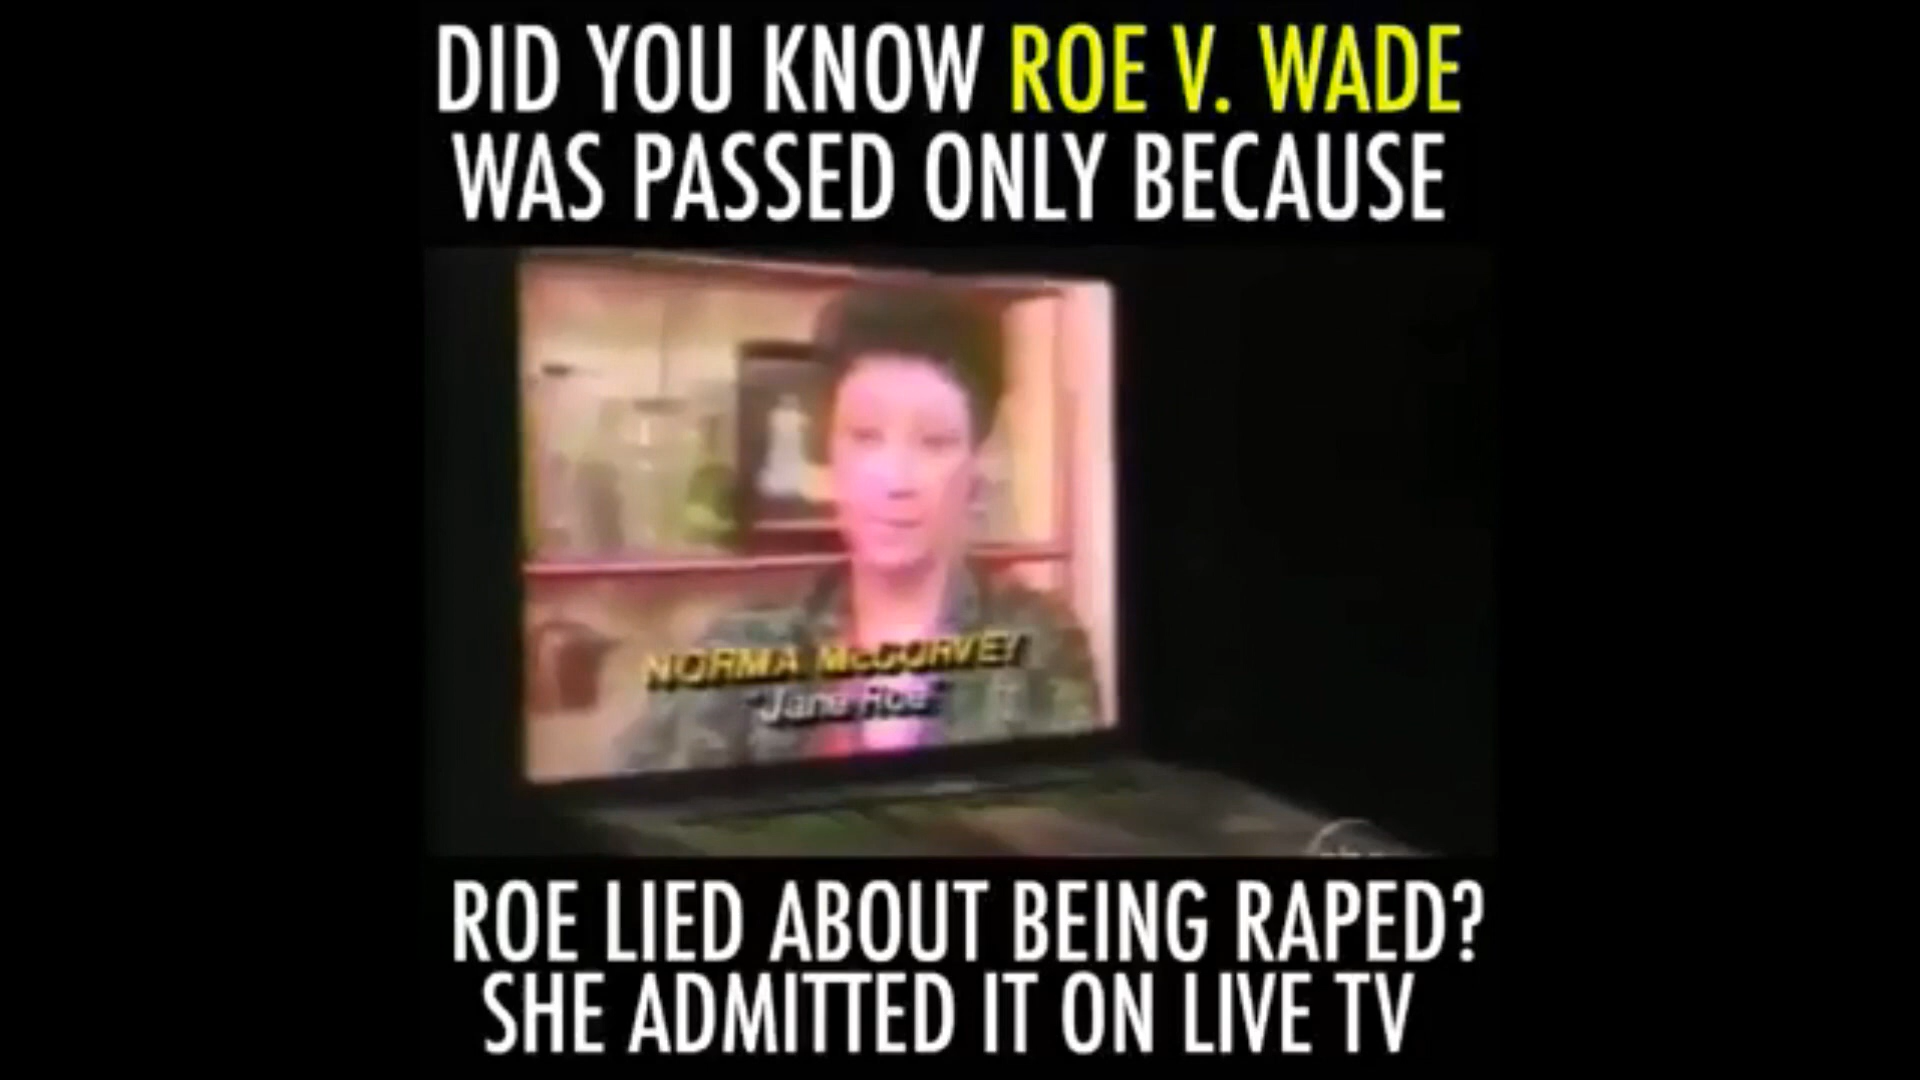 DID YOU KNOW ROE V. WADE
WAS PASSED ONLY BECAUSE
NORMA McCORVEY
"Jane Roe"
ROE LIED ABOUT BEING RAPED?
SHE ADMITTED IT ON LIVE TV